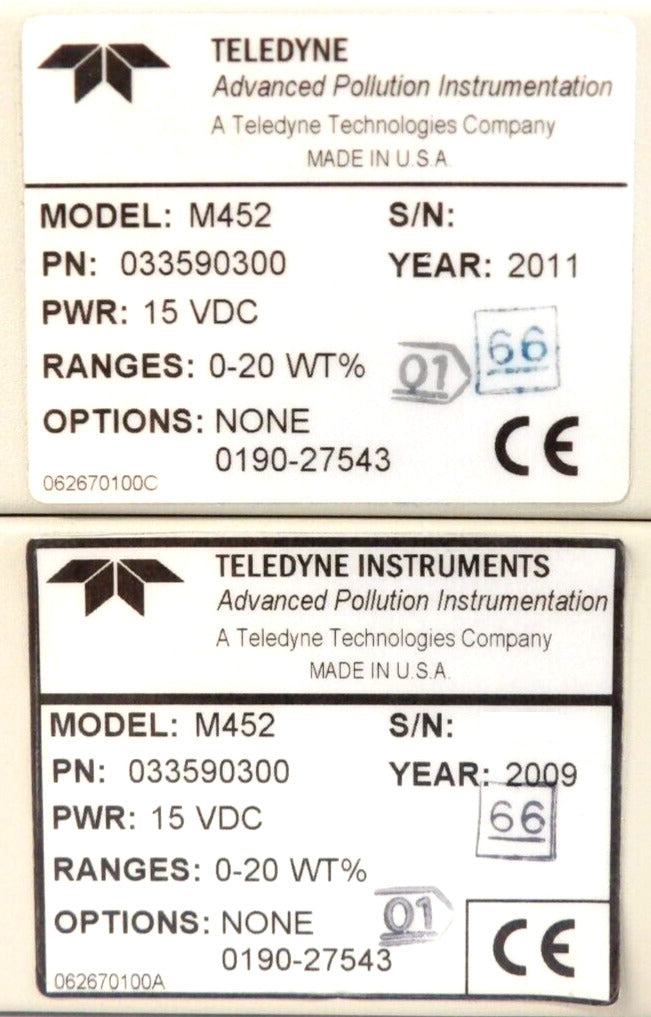 TELEDYNE
Advanced Pollution Instrumentation
A Teledyne Technologies Company
MADE IN U.S.A.
MODEL: M452 S/N:
PN: 033590300 YEAR: 2011
PWR: 15 VDC
66
RANGES: 0-20 WT% 01
OPTIONS: NONE
0190-27543 CE
062670100C
TELEDYNE INSTRUMENTS
Advanced Pollution Instrumentation
A Teledyne Technologies Company
MADE IN U.S.A.
MODEL: M452 S/N:
PN: 033590300 YEAR: 2009
PWR: 15 VDC 66
RANGES: 0-20 WT%
OPTIONS: NONE 01
0190-27543 CE
062670100A